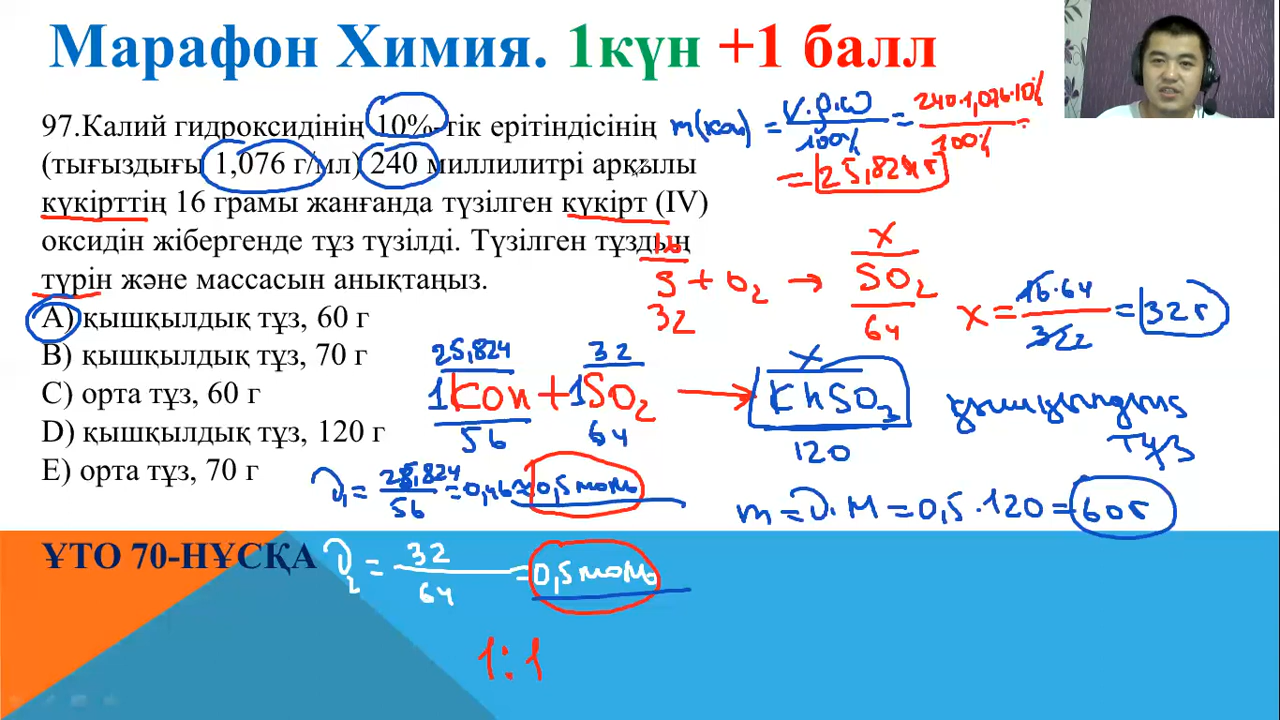 Марафон Химия. 1күн +1 балл
97.Калий гидроксидінің 10%-тік ерітіндісінің
(тығыздығы 1,076 г/мл) 240 миллилитрі арқылы
күкірттің 16 грамы жанғанда түзілген күкірт (IV)
оксидін жібергенде тұз түзілді. Түзілген тұздың
түрін және массасын анықтаңыз.
A) қышқылдық тұз, 60 г
B) қышқылдық тұз, 70 г
C) орта тұз, 60 г
D) қышқылдық тұз, 120 г
E) орта тұз, 70 г
m(КОН) = V·ρ·ω / 100% = 240·1,076·10% / 100% =
= 25,824 г
16 x
S + O2 → SO2
32 64
x = 16·64 / 32 = 32 г
25,824 32 x
1KOH + 1SO2 → KHSO3
56 64 120
қышқылдық
тұз
ν1 = 25,824 / 56 = 0,46 ≈ 0,5 моль
m = ν·M = 0,5·120 = 60 г
ҰТО 70-НҰСҚА
ν2 = 32 / 64 = 0,5 моль
1:1